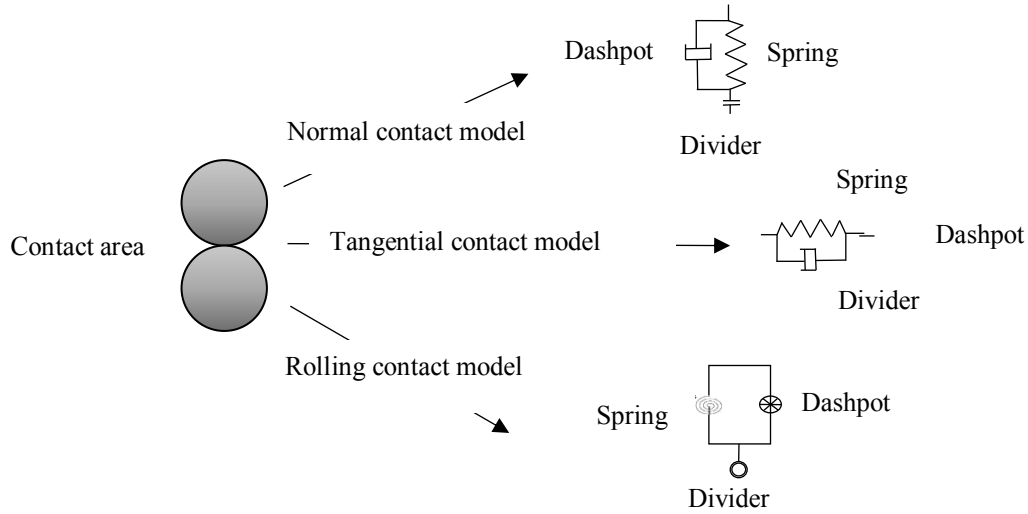 Dashpot
Spring
Divider
Normal contact model
Spring
Contact area
Tangential contact model
Dashpot
Divider
Rolling contact model
Spring
Dashpot
Divider